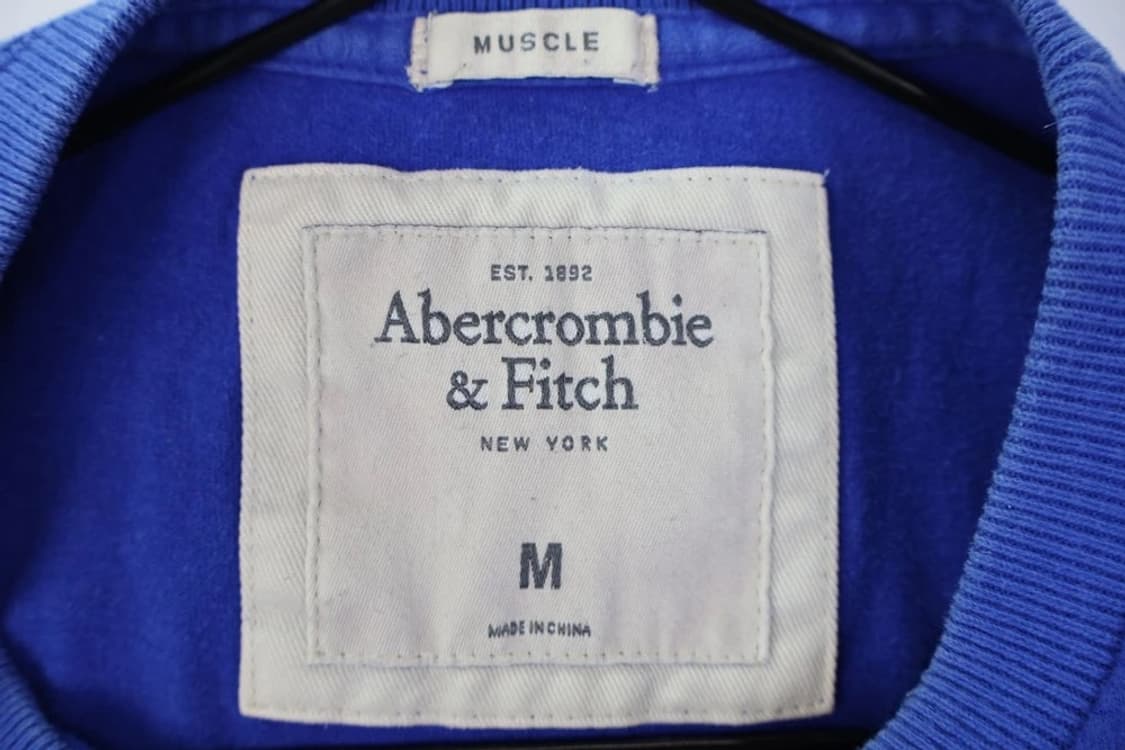 MUSCLE
EST. 1892
Abercrombie
& Fitch
NEW YORK
M
MADE IN CHINA